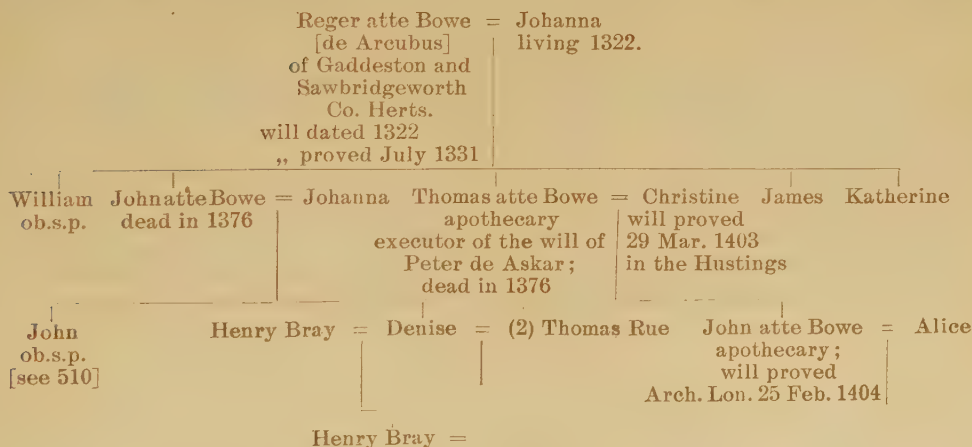 Reger atte Bowe = Johanna
[de Arcubus] living 1322.
of Gaddeston and
Sawbridgeworth
Co. Herts.
will dated 1322
„ proved July 1331
William John atte Bowe = Johanna Thomas atte Bowe = Christine James Katherine
ob.s.p. dead in 1376 apothecary will proved
executor of the will of 29 Mar. 1403
Peter de Askar; in the Hustings
dead in 1376
John Henry Bray = Denise = (2) Thomas Rue John atte Bowe = Alice
ob.s.p. apothecary;
[see 510] will proved
Arch. Lon. 25 Feb. 1404
Henry Bray =